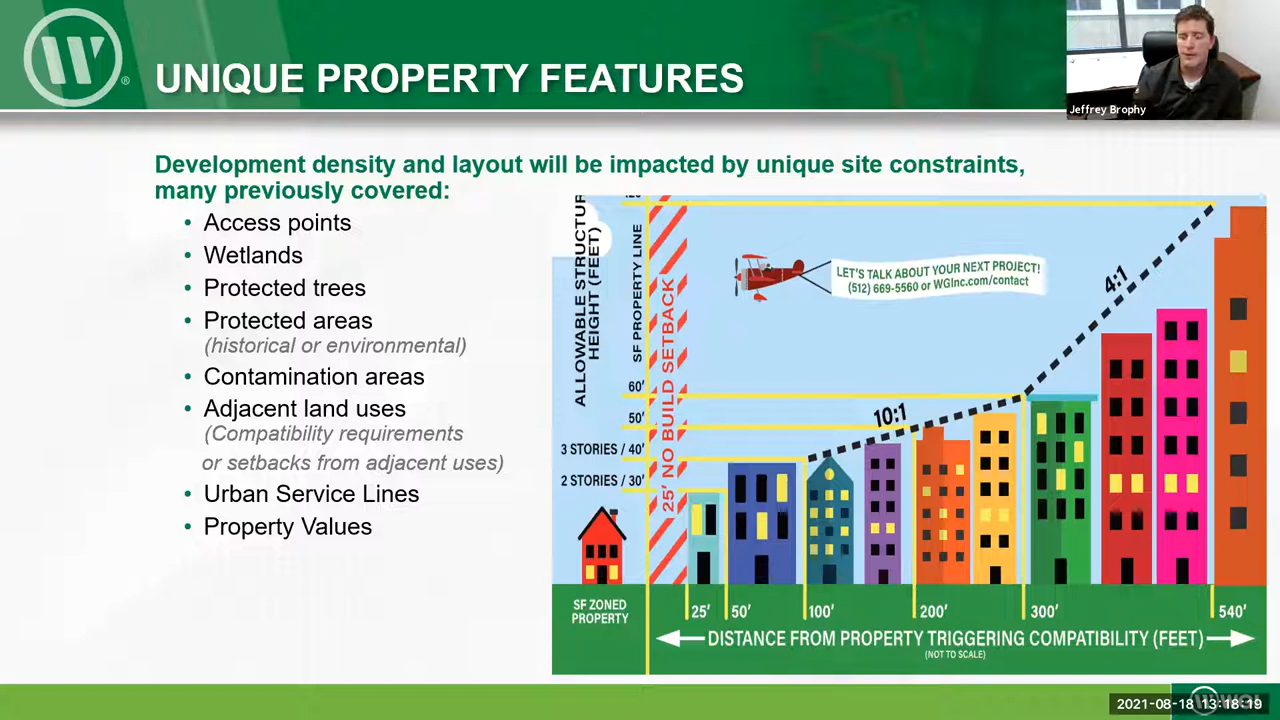 UNIQUE PROPERTY FEATURES
Jeffrey Brophy
Development density and layout will be impacted by unique site constraints,
many previously covered:
• Access points
• Wetlands
• Protected trees
• Protected areas
(historical or environmental)
• Contamination areas
• Adjacent land uses
(Compatibility requirements
or setbacks from adjacent uses)
• Urban Service Lines
• Property Values
ALLOWABLE
HEIGHT (FEET)
SF PROPERTY LINE
25' NO BUILD SETBACK
LET'S TALK ABOUT YOUR NEXT PROJECT!
(512) 669-5560 or WGInc.com/contact
4:1
10:1
60'
50'
3 STORIES / 40'
2 STORIES / 30'
SF ZONED
PROPERTY
25'
50'
100'
200'
300'
540'
DISTANCE FROM PROPERTY TRIGGERING COMPATIBILITY (FEET)
(NOT TO SCALE)
2021-08-18 13:18:19